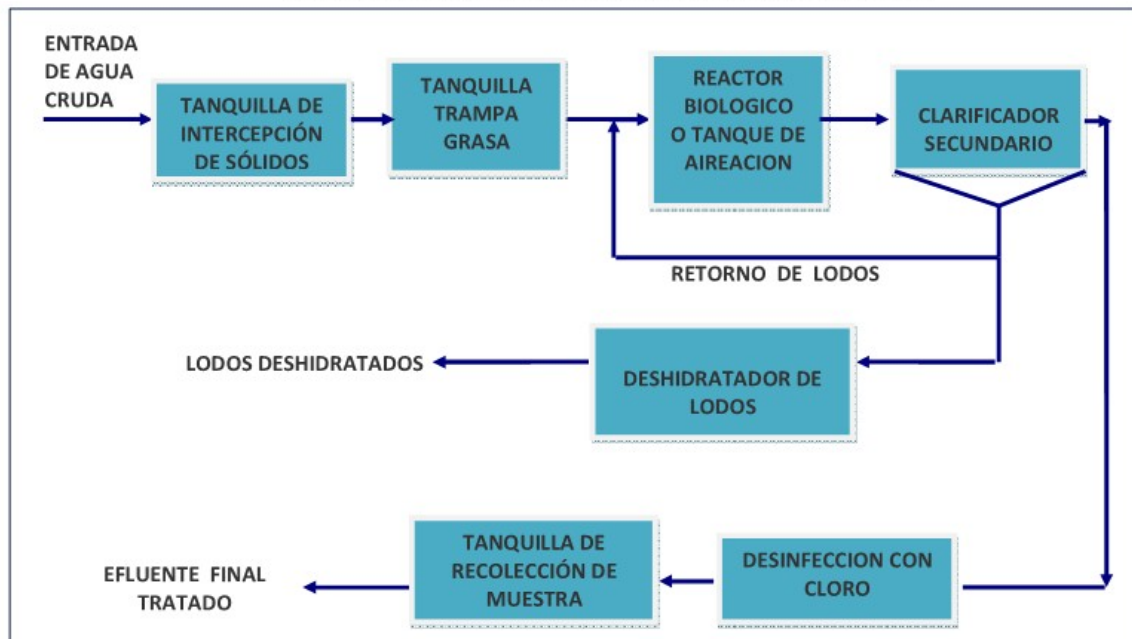 ENTRADA
DE AGUA
CRUDA
TANQUILLA DE
INTERCEPCIÓN
DE SÓLIDOS
TANQUILLA
TRAMPA
GRASA
REACTOR
BIOLOGICO
O TANQUE DE
AIREACION
CLARIFICADOR
SECUNDARIO
RETORNO DE LODOS
LODOS DESHIDRATADOS
DESHIDRATADOR DE
LODOS
DESINFECCION CON
CLORO
TANQUILLA DE
RECOLECCIÓN DE
MUESTRA
EFLUENTE FINAL
TRATADO